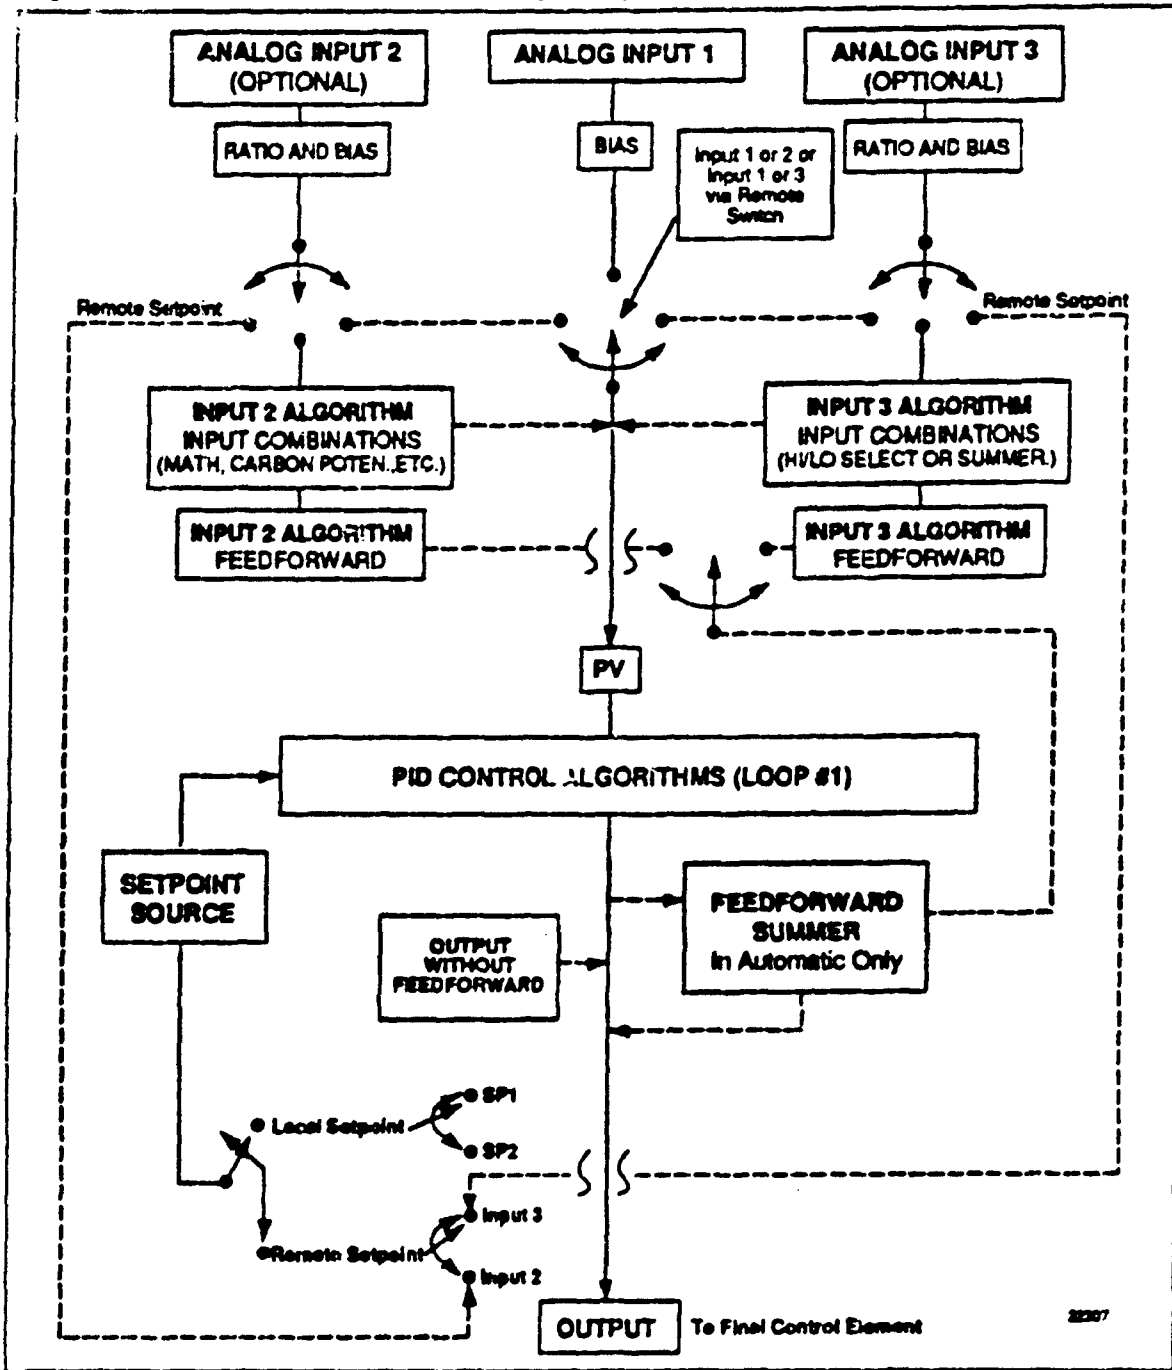 ANALOG INPUT 2
(OPTIONAL)
ANALOG INPUT 1
ANALOG INPUT 3
(OPTIONAL)
RATIO AND BIAS
BIAS
Input 1 or 2 or
Input 1 or 3
via Remote
Switch
RATIO AND BIAS
Remote Setpoint
Remote Setpoint
INPUT 2 ALGORITHM
INPUT COMBINATIONS
(MATH, CARBON POTEN.,ETC.)
INPUT 3 ALGORITHM
INPUT COMBINATIONS
(HI/LO SELECT OR SUMMER.)
INPUT 2 ALGORITHM
FEEDFORWARD
INPUT 3 ALGORITHM
FEEDFORWARD
PV
PID CONTROL ALGORITHMS (LOOP #1)
SETPOINT
SOURCE
FEEDFORWARD
SUMMER
In Automatic Only
OUTPUT
WITHOUT
FEEDFORWARD
SP1
Local Setpoint
SP2
Input 3
Remote Setpoint
Input 2
OUTPUT
To Final Control Element
22307